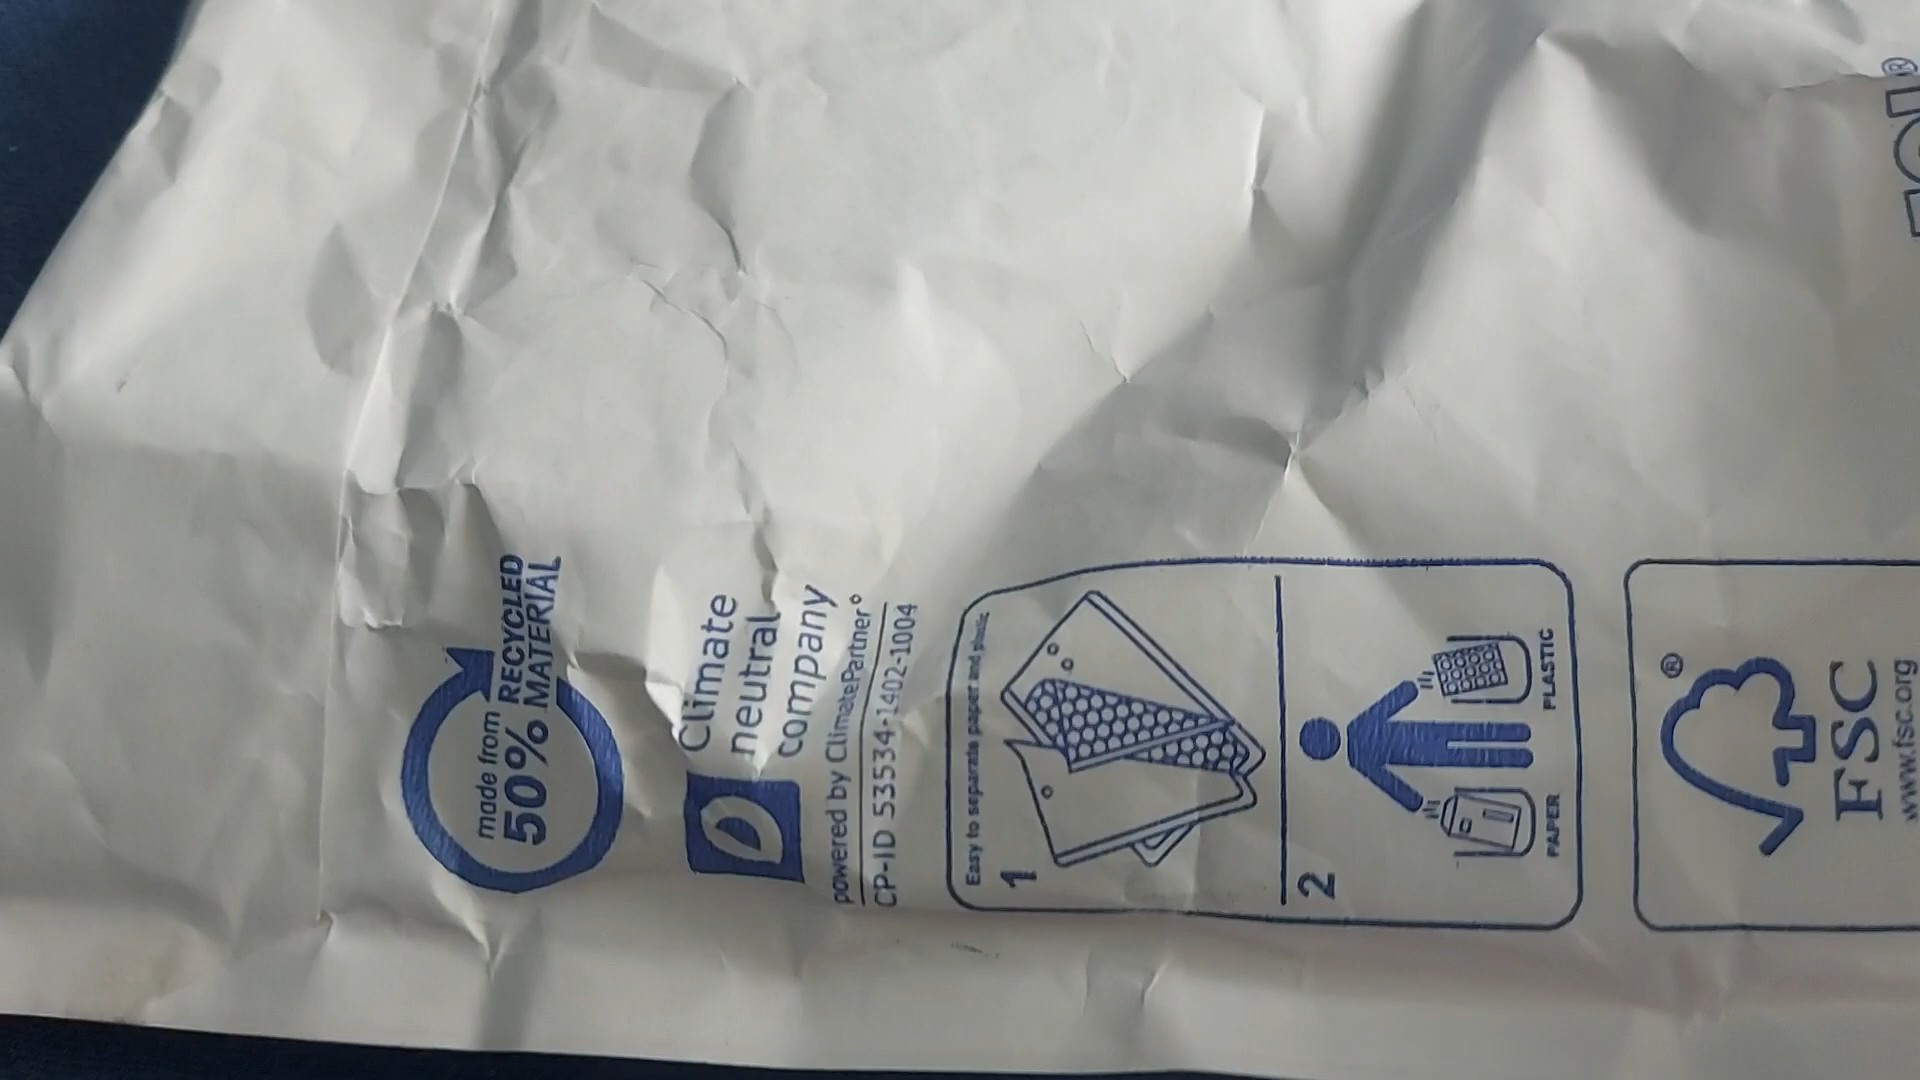 made from
50% RECYCLED
MATERIAL
Climate
neutral
company
powered by ClimatePartner°
CP-ID 53534-1402-1004
Easy to separate paper and plastic
1
2
PAPER
PLASTIC
®
FSC
www.fsc.org
®